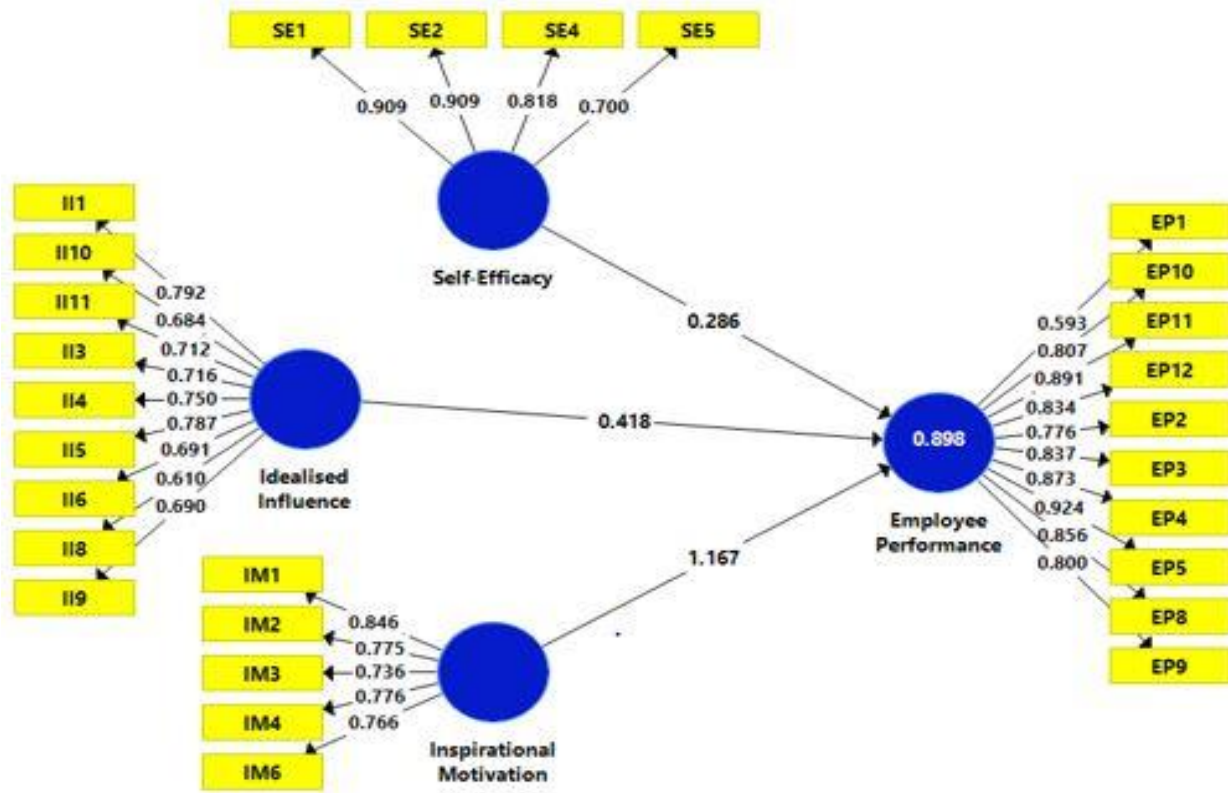 SE1 SE2 SE4 SE5
0.909 0.909 0.818 0.700
Self-Efficacy
II1
II10
II11
II3
II4
II5
II6
II8
II9
0.792
0.684
0.712
0.716
0.750
0.787
0.691
0.610
0.690
Idealised
Influence
IM1
IM2
IM3
IM4
IM6
0.846
0.775
0.736
0.776
0.766
Inspirational
Motivation
0.286
0.418
1.167
0.898
Employee
Performance
0.593
0.807
0.891
0.834
0.776
0.837
0.873
0.924
0.856
0.800
EP1
EP10
EP11
EP12
EP2
EP3
EP4
EP5
EP8
EP9